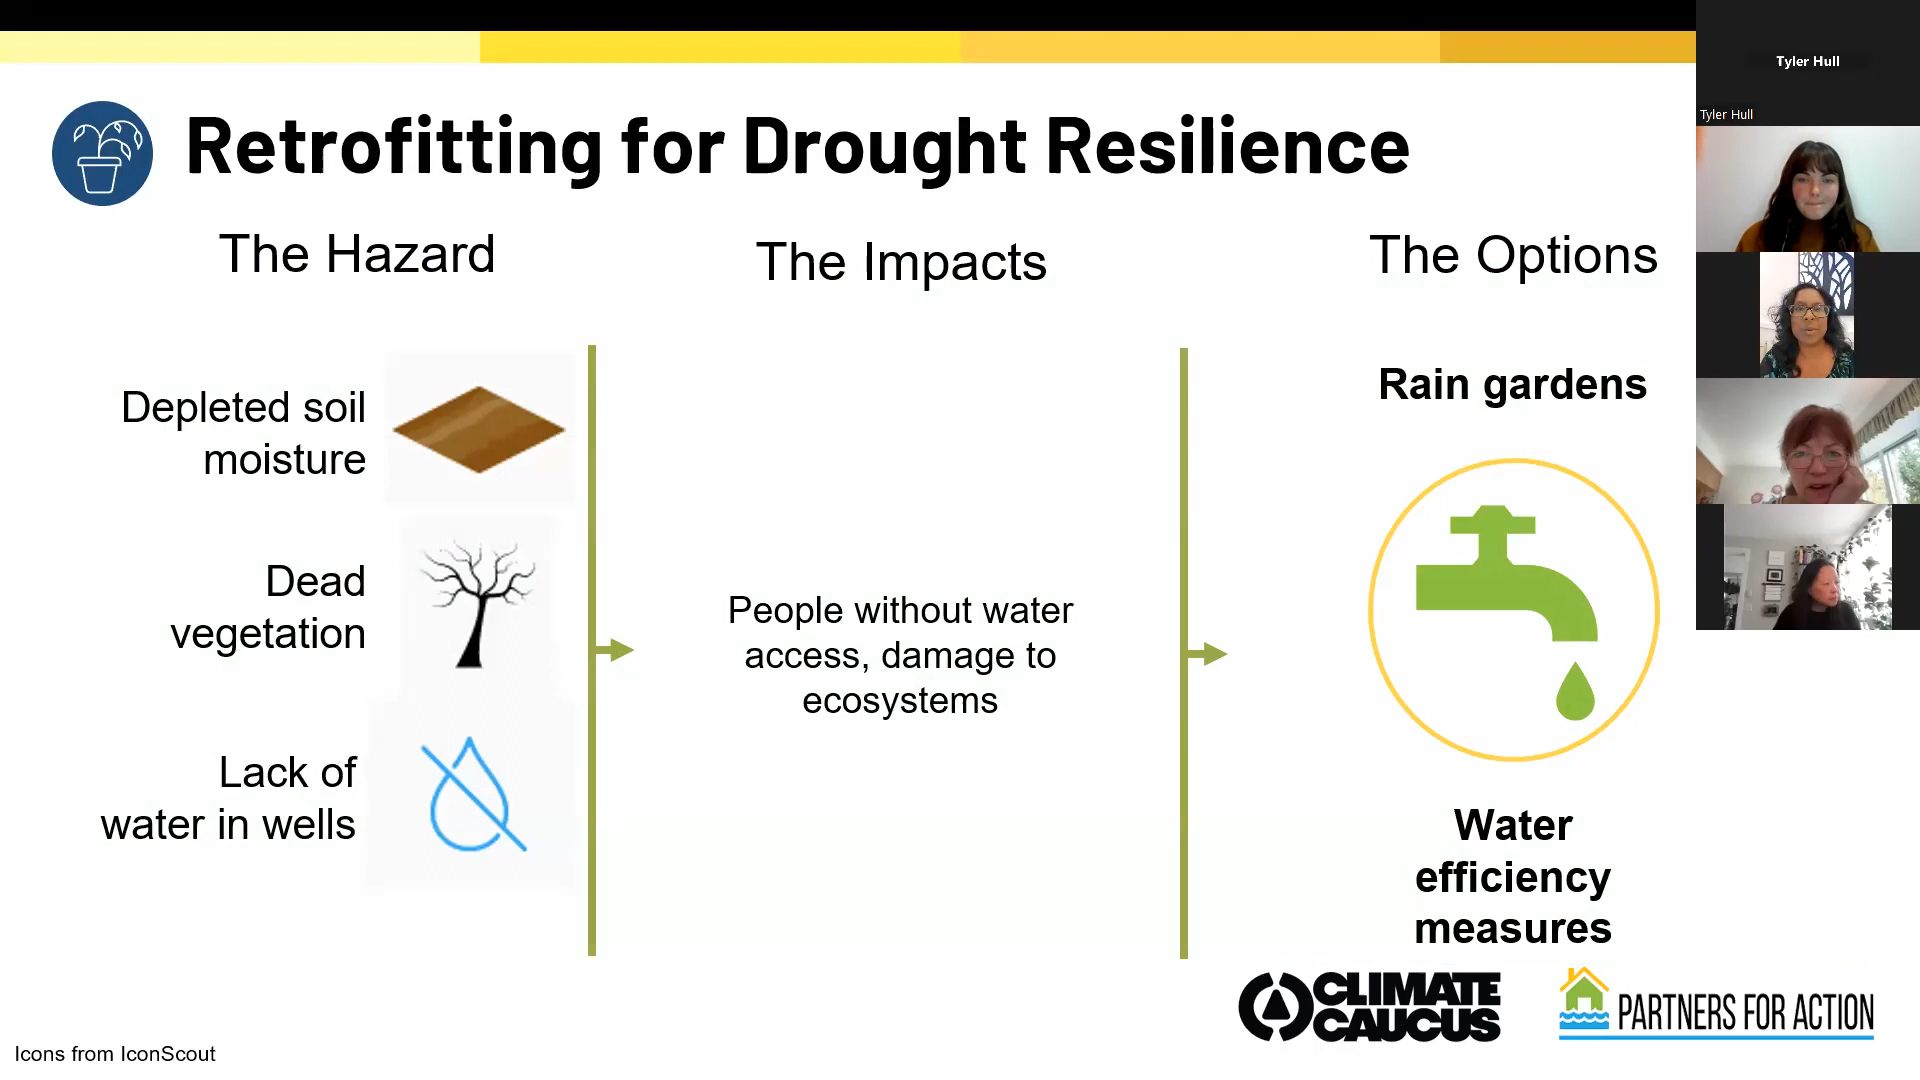 Retrofitting for Drought Resilience
The Hazard
Depleted soil
moisture
Dead
vegetation
Lack of
water in wells
The Impacts
People without water
access, damage to
ecosystems
The Options
Rain gardens
Water
efficiency
measures
CLIMATE
CAUCUS
PARTNERS FOR ACTION
Icons from IconScout
Tyler Hull
Tyler Hull